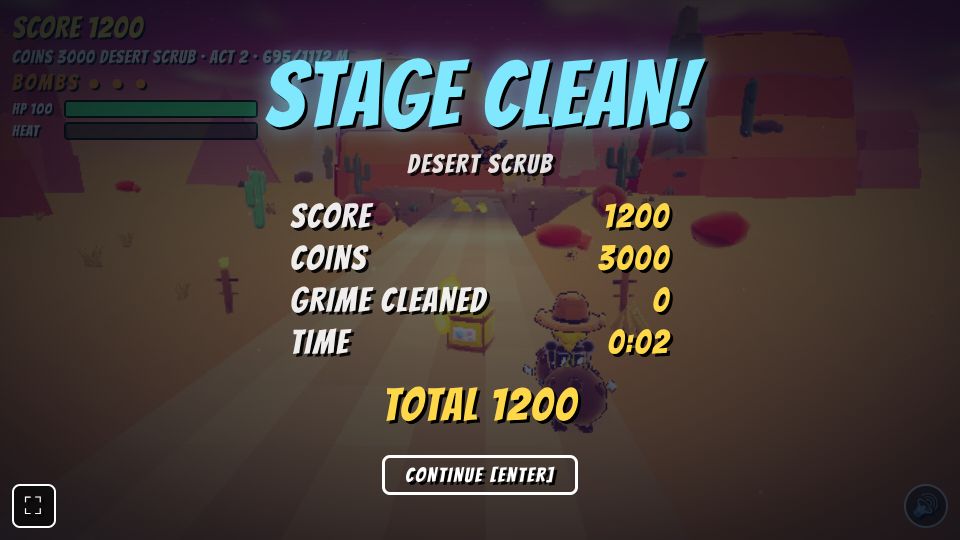 SCORE 1200
COINS 3000 DESERT SCRUB · ACT 2 · 695/1172 M
BOMBS
HP 100
HEAT
STAGE CLEAN!
DESERT SCRUB
SCORE 1200
COINS 3000
GRIME CLEANED 0
TIME 0:02
TOTAL 1200
CONTINUE [ENTER]